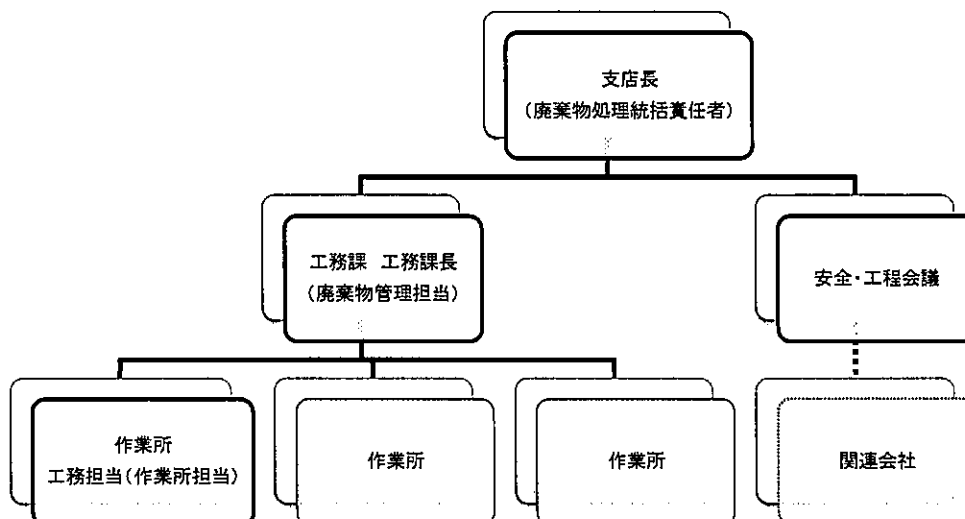 支店長
（廃棄物処理統括責任者）
工務課　工務課長
（廃棄物管理担当）
安全・工程会議
作業所
工務担当（作業所担当）
作業所
作業所
関連会社